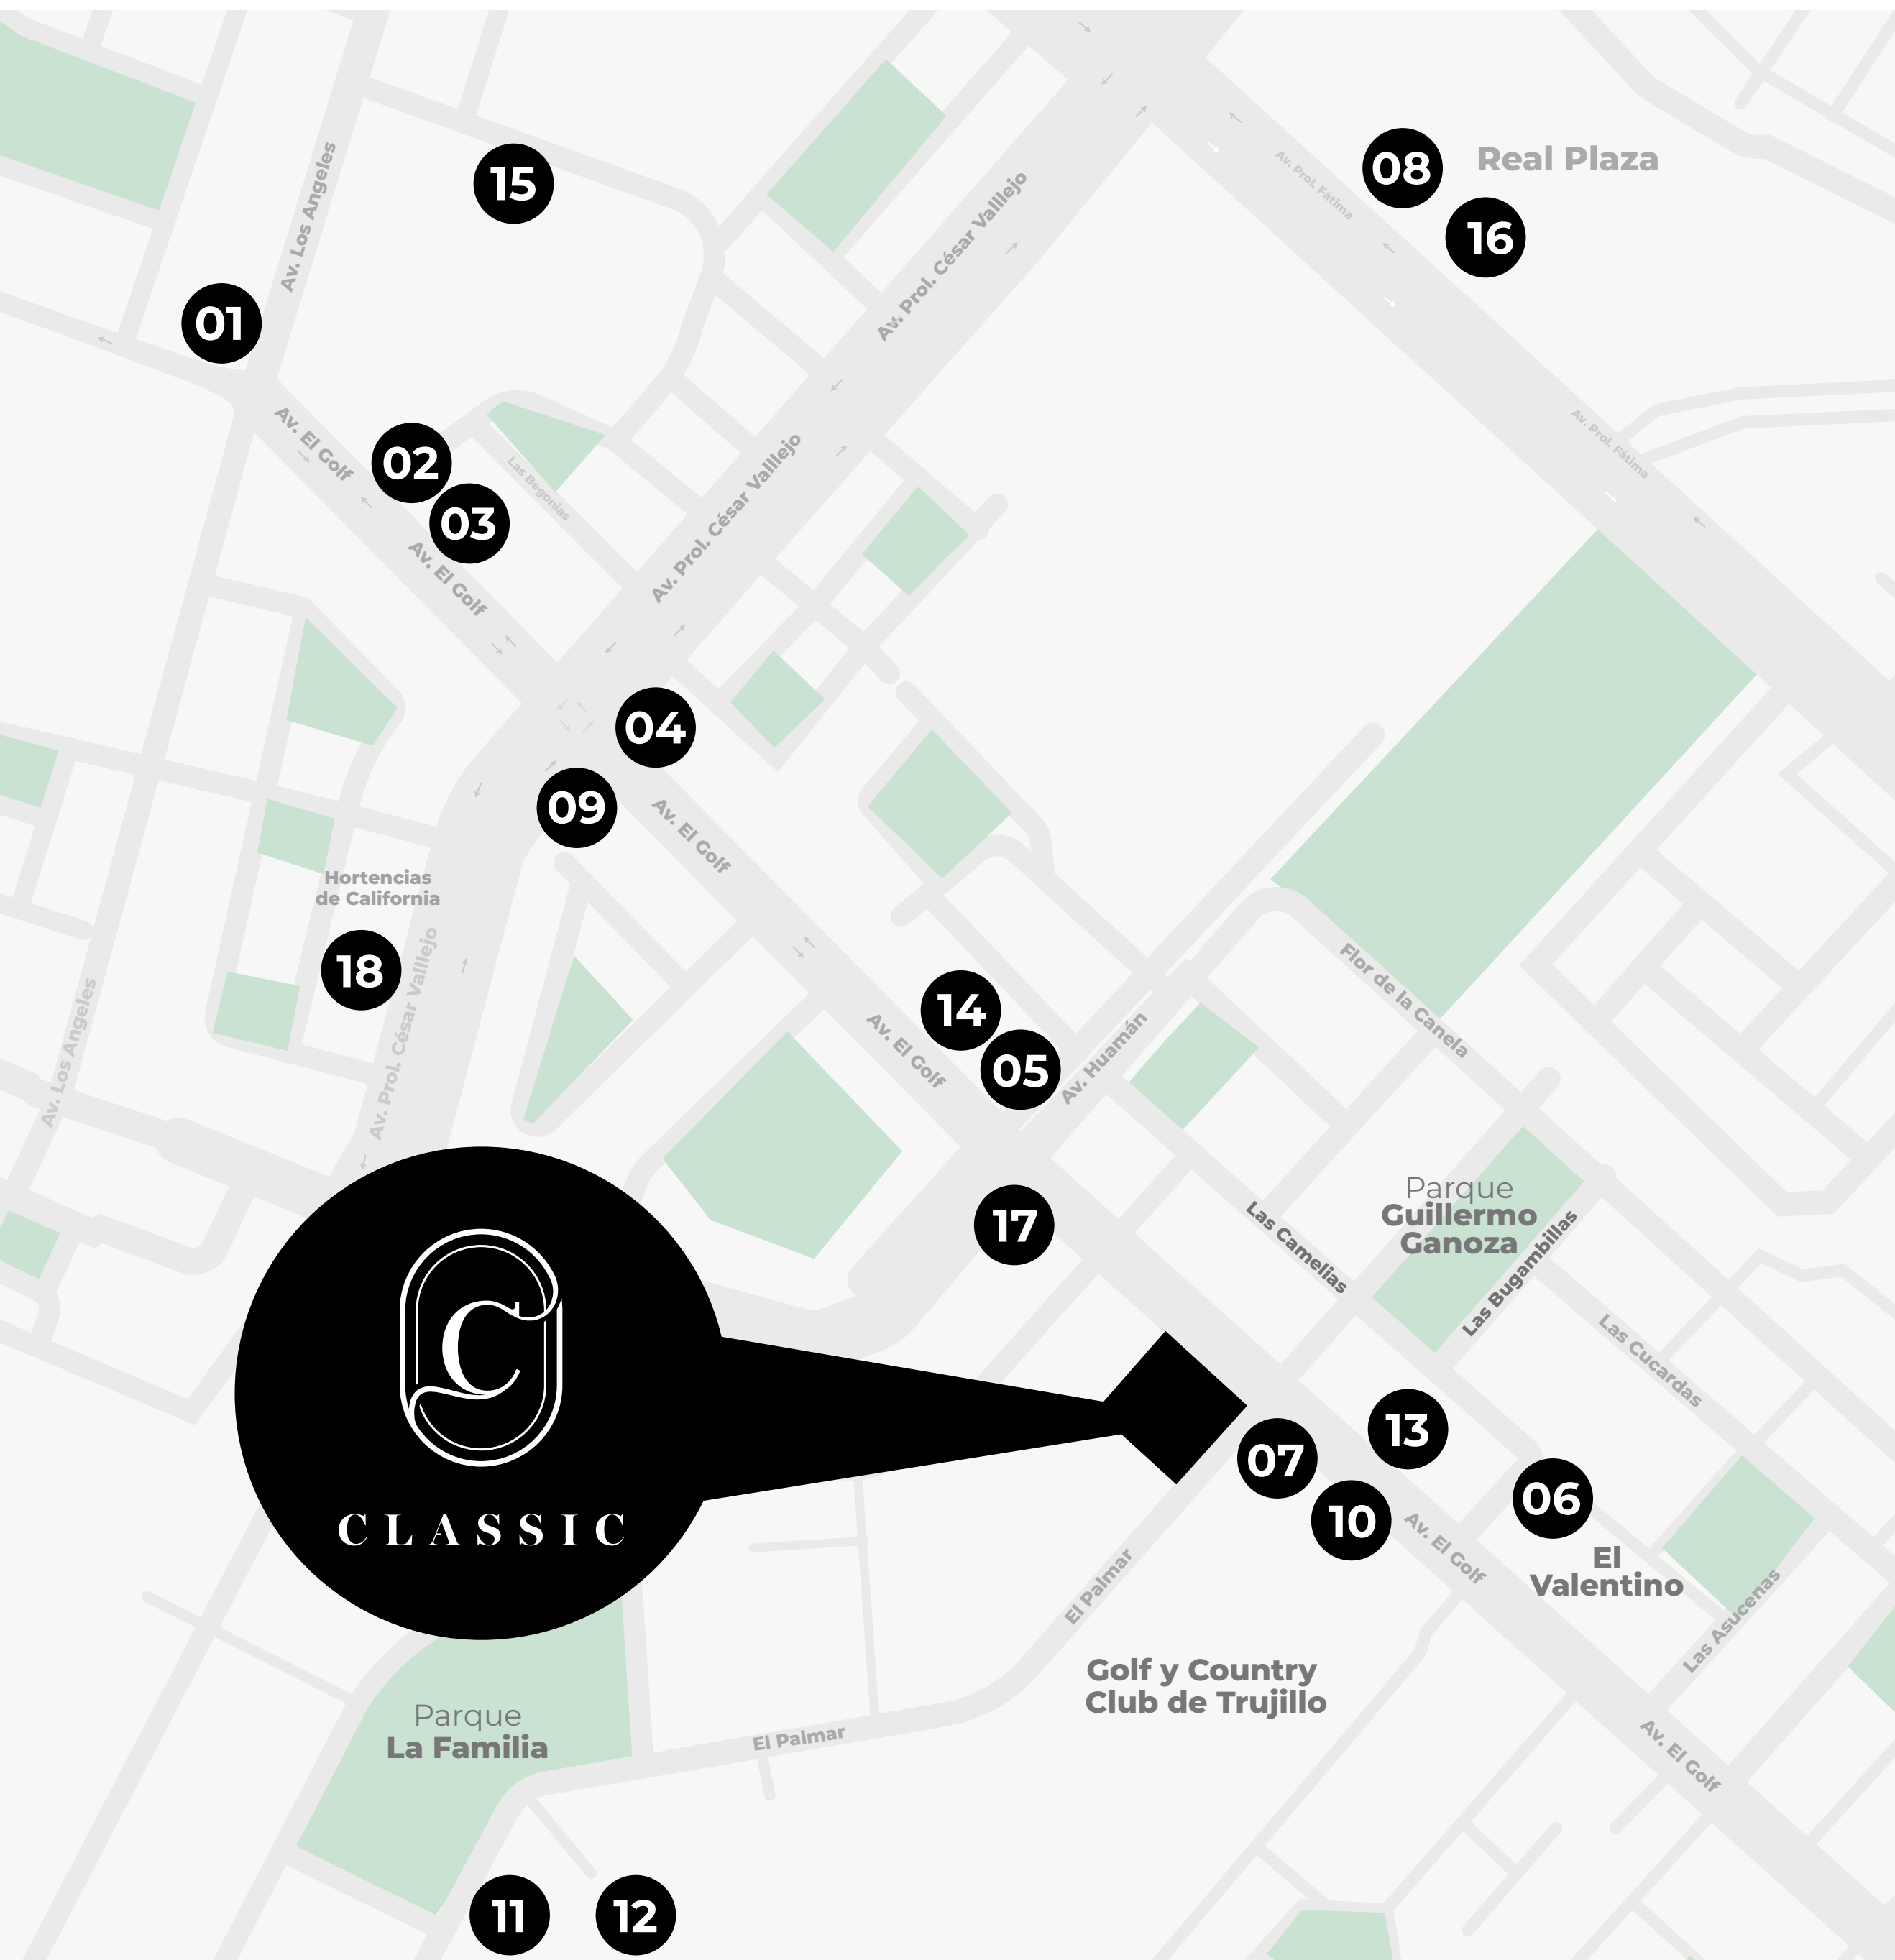 Av. Los Angeles
15
08
Real Plaza
16
Av. Prol. Fátima
Av. Prol. César Valllejo
01
Av. El Golf
02
03
Las Begonias
Av. Prol. César Valllejo
Av. Prol. Fátima
Av. El Golf
04
09
Av. El Golf
Hortencias
de California
18
Av. Prol. César Valllejo
Av. Los Angeles
14
05
Av. El Golf
Av. Huamán
Flor de la Canela
17
Parque
Guillermo
Ganoza
Las Camelias
Las Bugambillas
Las Cucardas
C
CLASSIC
07
13
10
06
Av. El Golf
El
Valentino
Las Asucenas
El Palmar
Golf y Country
Club de Trujillo
Parque
La Familia
El Palmar
Av. El Golf
11
12